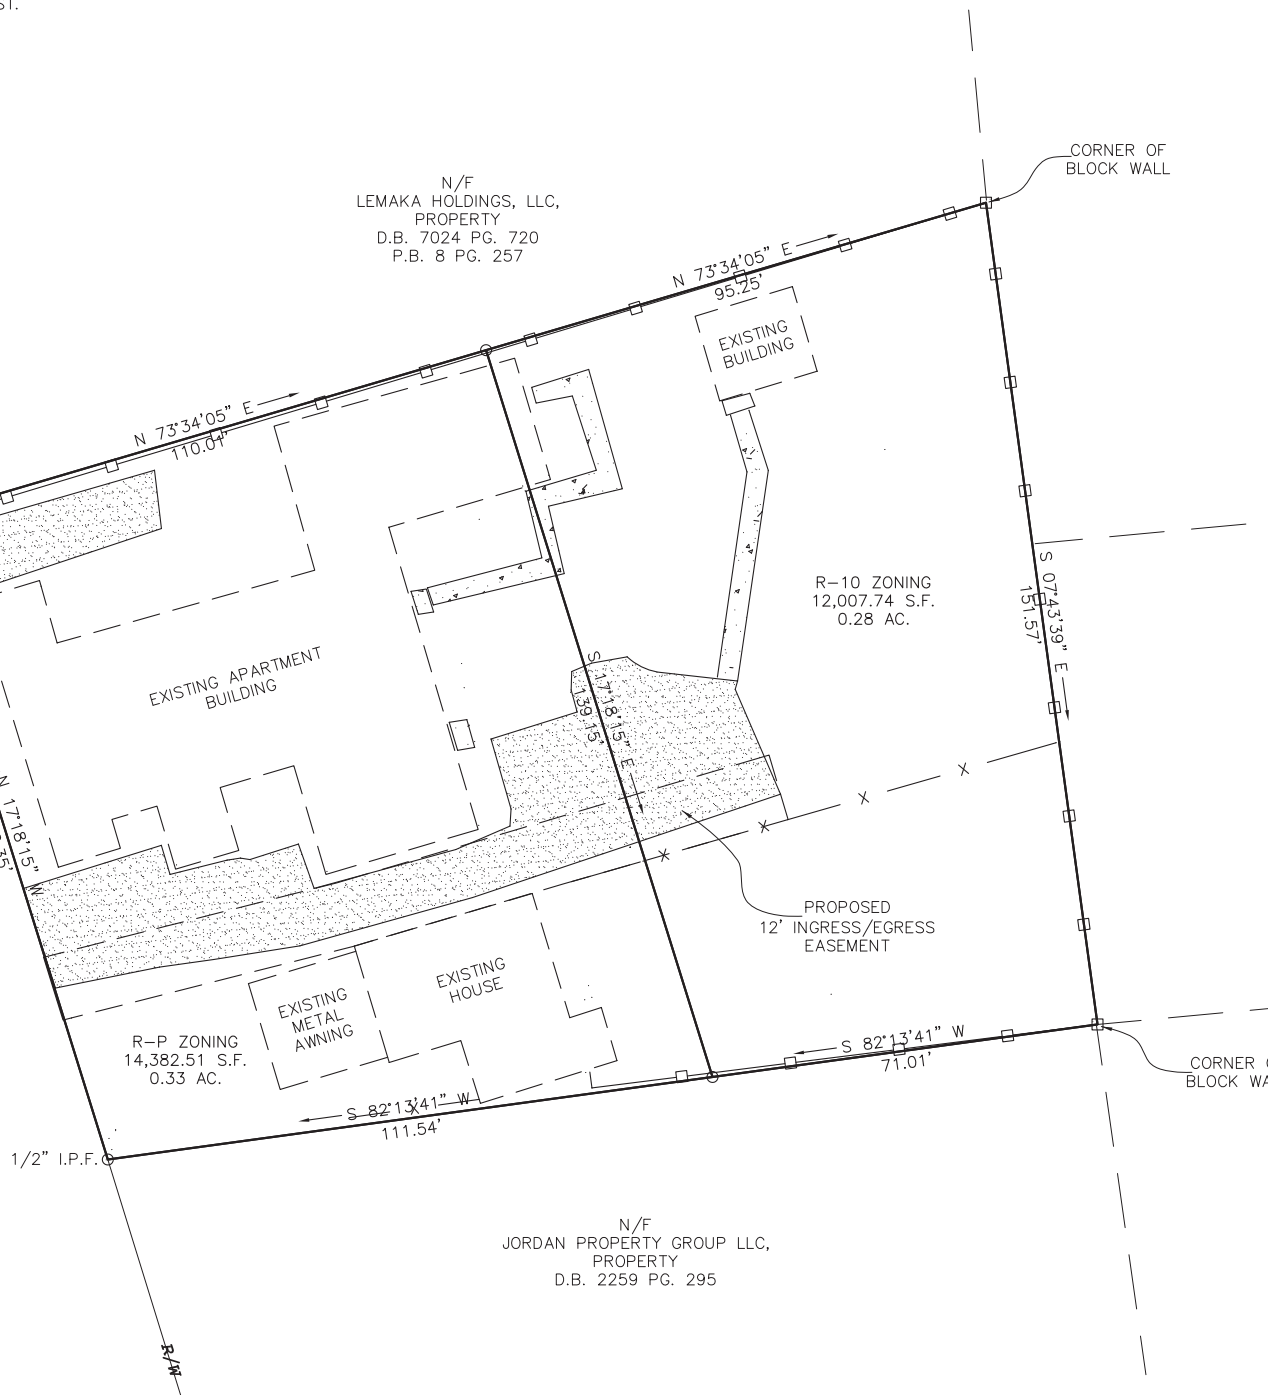 ST.
CORNER OF
BLOCK WALL
N/F
LEMAKA HOLDINGS, LLC,
PROPERTY
D.B. 7024 PG. 720
P.B. 8 PG. 257
N 73°34'05" E
95.25'
EXISTING
BUILDING
N 73°34'05" E
110.01'
R-10 ZONING
12,007.74 S.F.
0.28 AC.
S 07°43'39" E
151.57'
EXISTING APARTMENT
BUILDING
S 17°18'15" E
139.15'
N 17°18'15" W
35'
X
X
X
X
PROPOSED
12' INGRESS/EGRESS
EASEMENT
EXISTING
HOUSE
EXISTING
METAL
AWNING
R-P ZONING
14,382.51 S.F.
0.33 AC.
S 82°13'41" W
71.01'
CORNER
BLOCK WA
S 82°13'41" W
X
111.54'
1/2" I.P.F.
N/F
JORDAN PROPERTY GROUP LLC,
PROPERTY
D.B. 2259 PG. 295
R/W